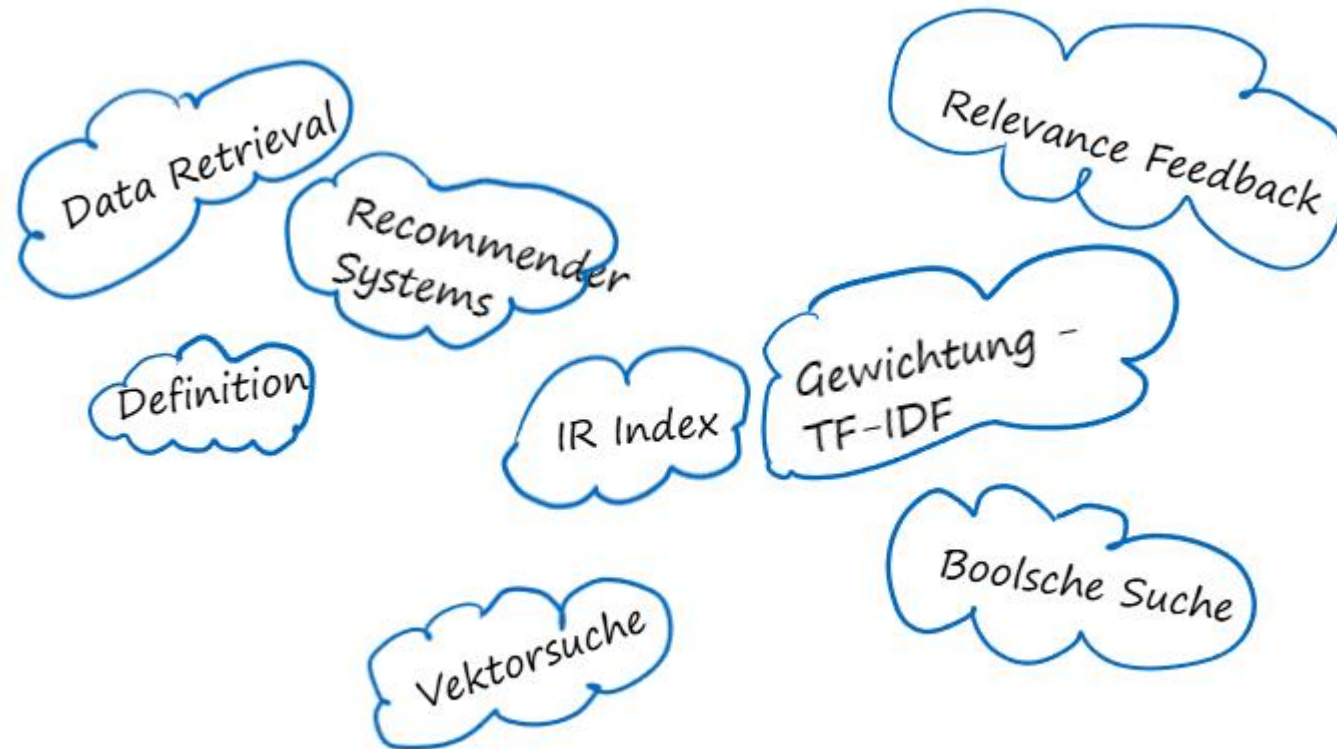 Data Retrieval
Relevance Feedback
Recommender
Systems
Definition
IR Index
Gewichtung -
TF-IDF
Boolsche Suche
Vektorsuche